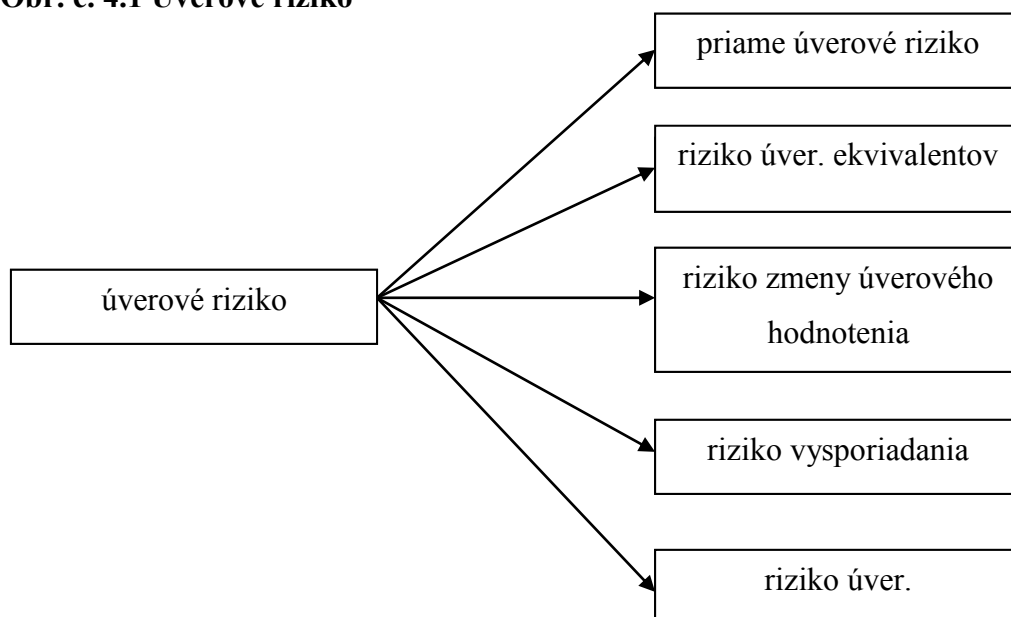 Obr. č. 4.1 Úverové riziko
priame úverové riziko
riziko úver. ekvivalentov
riziko zmeny úverového
hodnotenia
úverové riziko
riziko vysporiadania
riziko úver.